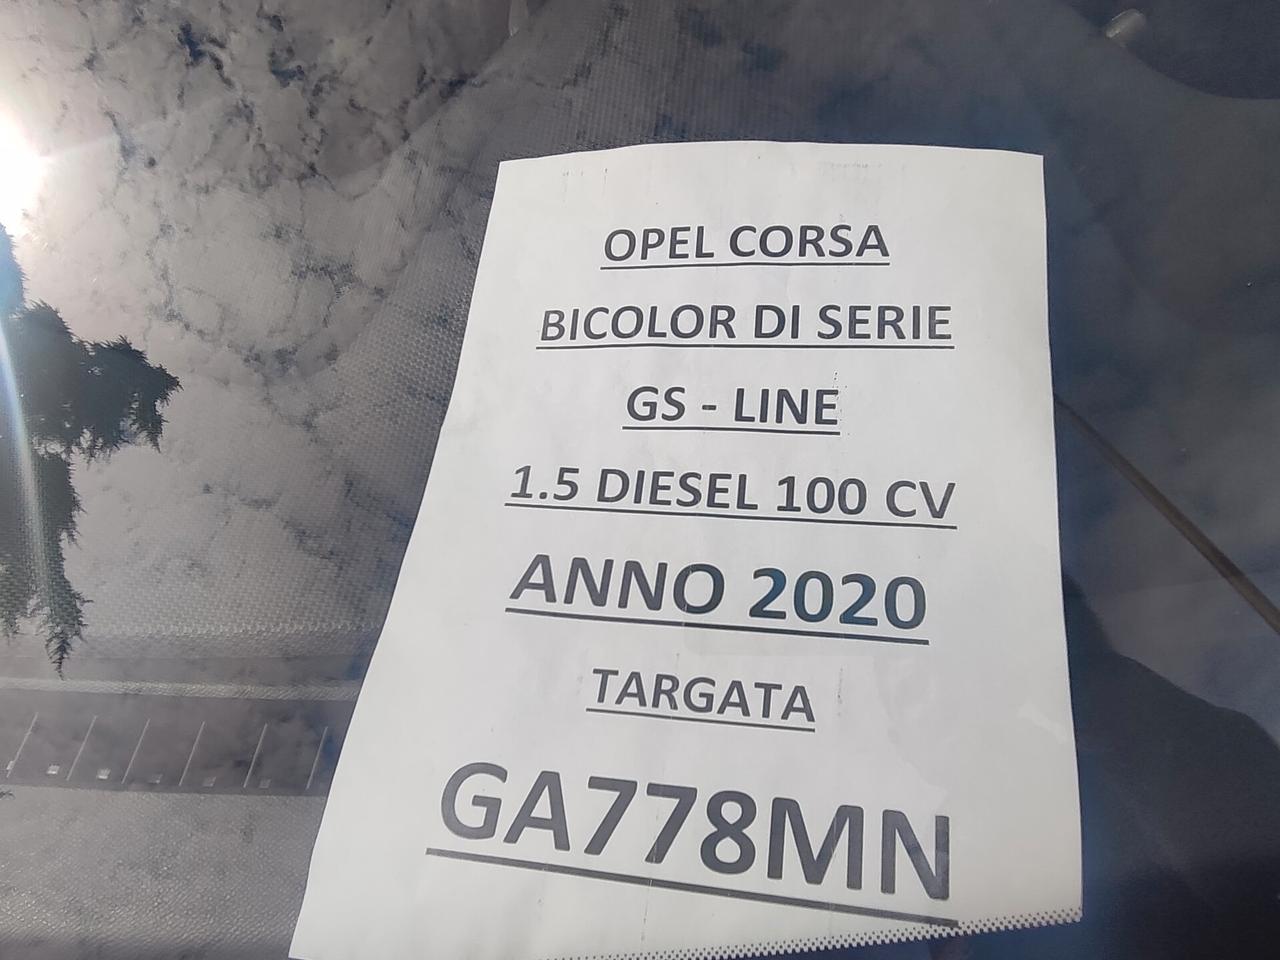 OPEL CORSA
BICOLOR DI SERIE
GS - LINE
1.5 DIESEL 100 CV
ANNO 2020
TARGATA
GA778MN